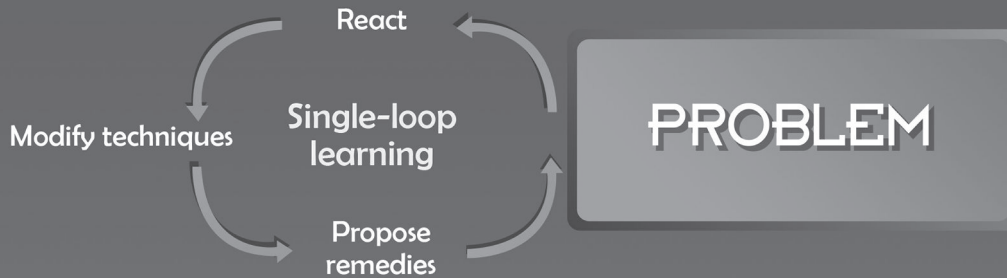 React
Modify techniques
Single-loop
learning
Propose
remedies
PROBLEM